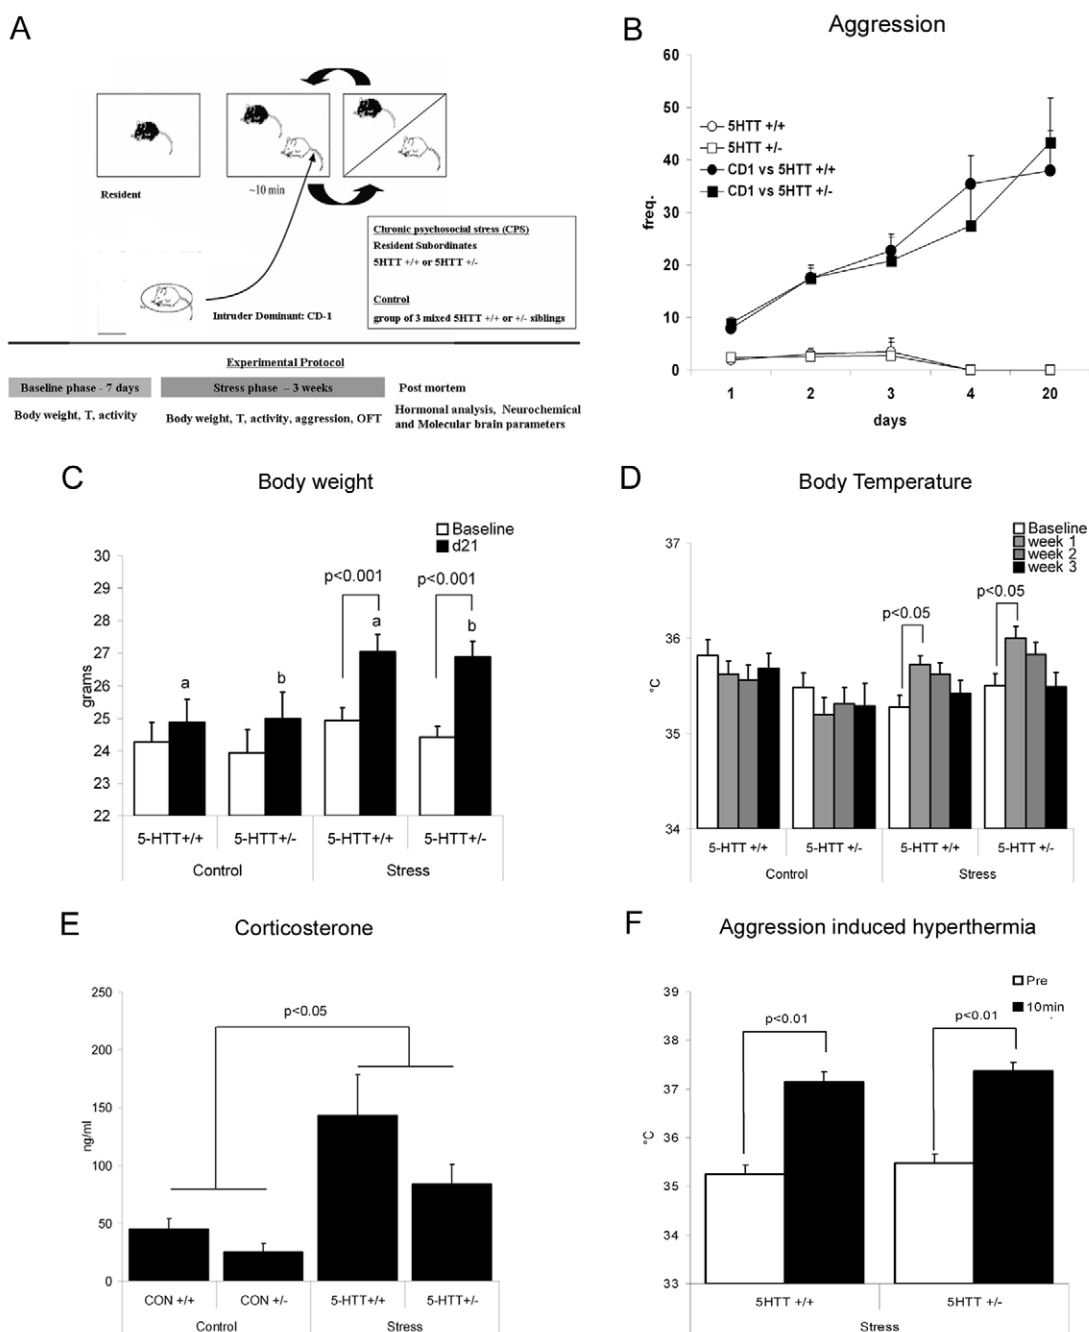 A
Resident
~10 min
Chronic psychosocial stress (CPS)
Resident Subordinates
5HTT +/+ or 5HTT +/-
Control
group of 3 mixed 5HTT +/+ or +/- siblings
Intruder Dominant: CD-1
Experimental Protocol
Baseline phase - 7 days
Stress phase – 3 weeks
Post mortem
Body weight, T, activity
Body weight, T, activity, aggression, OFT
Hormonal analysis, Neurochemical
and Molecular brain parameters
B
Aggression
60
50
40
30
20
10
0
freq.
5HTT +/+
5HTT +/-
CD1 vs 5HTT +/+
CD1 vs 5HTT +/-
1 2 3 4 20
days
C
Body weight
Baseline
d21
30
29
28
27
26
25
24
23
22
grams
p<0.001
p<0.001
a
b
a
b
5-HTT+/+ 5-HTT+/- 5-HTT+/+ 5-HTT+/-
Control Stress
D
Body Temperature
Baseline
week 1
week 2
week 3
37
36
35
34
°C
p<0.05
p<0.05
5-HTT +/+ 5-HTT +/- 5-HTT +/+ 5-HTT +/-
Control Stress
E
Corticosterone
250
200
150
100
50
0
ng/ml
p<0.05
CON +/+ CON +/- 5-HTT+/+ 5-HTT+/-
Control Stress
F
Aggression induced hyperthermia
Pre
10min
39
38
37
36
35
34
33
°C
p<0.01
p<0.01
5HTT +/+ 5HTT +/-
Stress